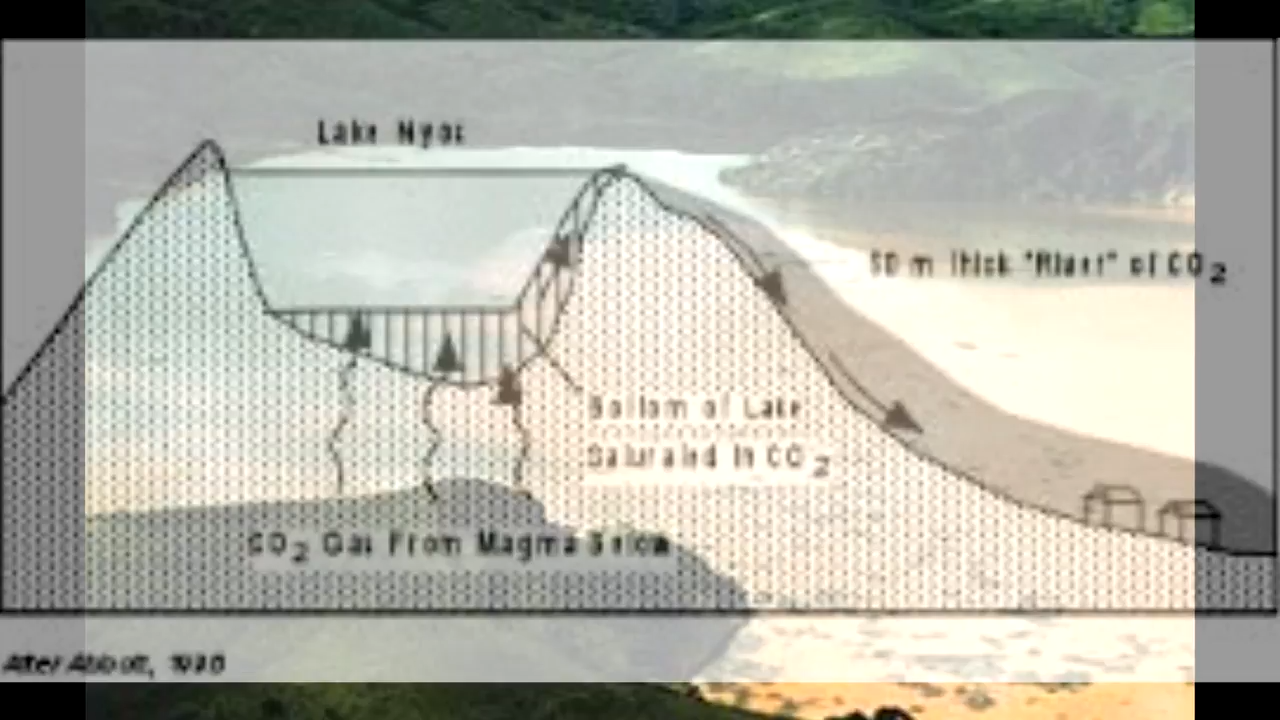 Lake Nyos
50 m Thick "River" of CO2
Bottom of Lake
Saturated in CO2
CO2 Gas From Magma Below
After Abbott,